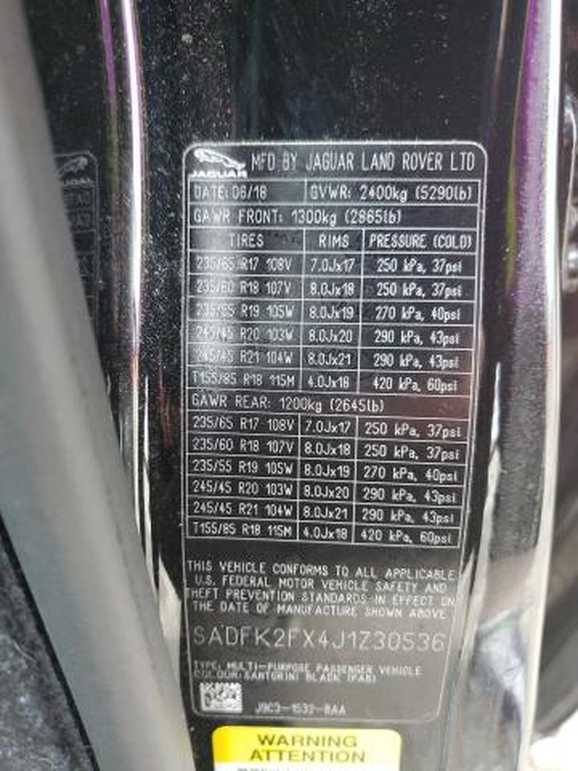 JAGUAR MFD BY JAGUAR LAND ROVER LTD
DATE: 06/18 GVWR: 2400kg (5290lb)
GAWR FRONT: 1300kg (2865lb)
TIRES RIMS PRESSURE (COLD)
235/65 R17 108V 7.0Jx17 250 kPa, 37psi
235/60 R18 107V 8.0Jx18 250 kPa, 37psi
235/55 R19 105W 8.0Jx19 270 kPa, 40psi
245/45 R20 103W 8.0Jx20 290 kPa, 43psi
245/45 R21 104W 8.0Jx21 290 kPa, 43psi
T155/85 R18 115M 4.0Jx18 420 kPa, 60psi
GAWR REAR: 1200kg (2645lb)
235/65 R17 108V 7.0Jx17 250 kPa, 37psi
235/60 R18 107V 8.0Jx18 250 kPa, 37psi
235/55 R19 105W 8.0Jx19 270 kPa, 40psi
245/45 R20 103W 8.0Jx20 290 kPa, 43psi
245/45 R21 104W 8.0Jx21 290 kPa, 43psi
T155/85 R18 115M 4.0Jx18 420 kPa, 60psi
THIS VEHICLE CONFORMS TO ALL APPLICABLE
U.S. FEDERAL MOTOR VEHICLE SAFETY AND
THEFT PREVENTION STANDARDS IN EFFECT ON
THE DATE OF MANUFACTURE SHOWN ABOVE
SADFK2FX4J1Z30536
TYPE: MULTI-PURPOSE PASSENGER VEHICLE
COLOUR: SANTORINI BLACK (PAB)
J9C3-1532-BAA
WARNING
ATTENTION